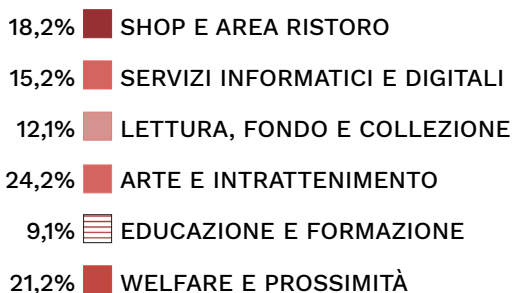 18,2% SHOP E AREA RISTORO
15,2% SERVIZI INFORMATICI E DIGITALI
12,1% LETTURA, FONDO E COLLEZIONE
24,2% ARTE E INTRATTENIMENTO
9,1% EDUCAZIONE E FORMAZIONE
21,2% WELFARE E PROSSIMITÀ